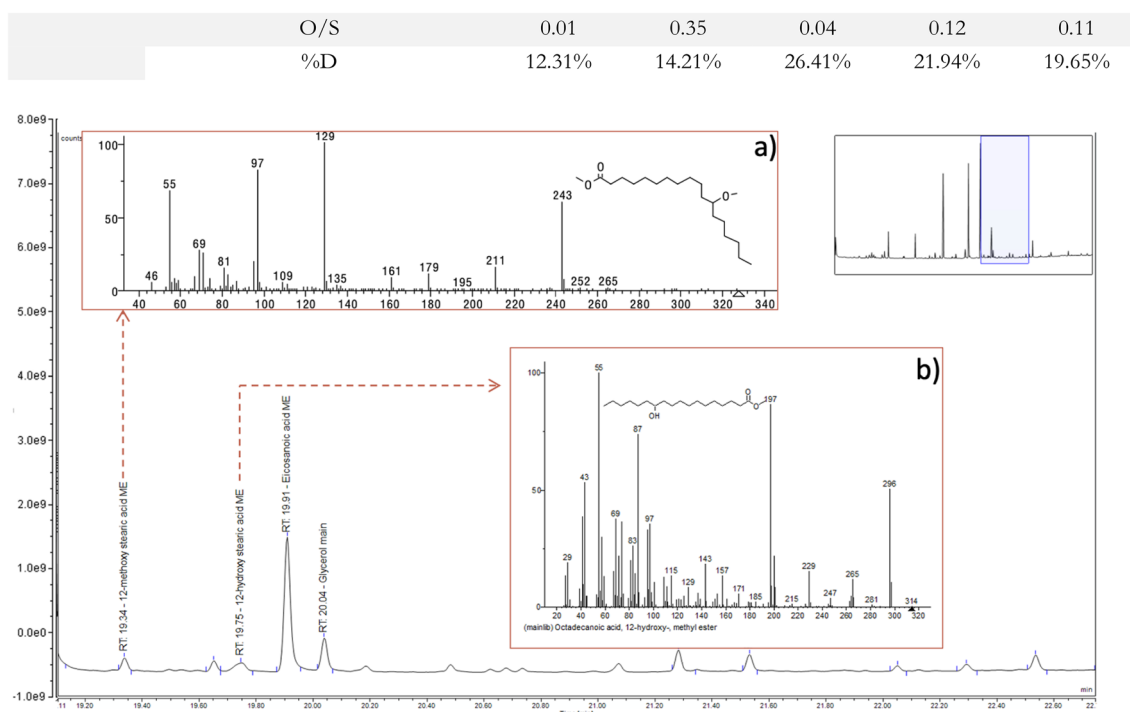 O/S 0.01 0.35 0.04 0.12 0.11
%D 12.31% 14.21% 26.41% 21.94% 19.65%
8.0e9
7.0e9
6.0e9
5.0e9
4.0e9
3.0e9
2.0e9
1.0e9
0.0e0
-1.0e9
counts
a)
100
50
0
46
55
69
81
97
109
129
135
161
179
195
211
243
252
265
O
O
O
40 60 80 100 120 140 160 180 200 220 240 260 280 300 320 340
b)
100
50
0
29
43
55
69
83
87
97
115
129
143
157
171
185
197
215
229
247
265
281
296
314
OH
O
O
20 40 60 80 100 120 140 160 180 200 220 240 260 280 300 320
(mainlib) Octadecanoic acid, 12-hydroxy-, methyl ester
RT: 19.34 - 12-methoxy stearic acid ME
RT: 19.75 - 12-hydroxy stearic acid ME
RT: 19.91 - Eicosanoic acid ME
RT: 20.04 - Glycerol main
min
11 19.20 19.40 19.60 19.80 20.00 20.20 20.40 20.60 20.80 21.00 21.20 21.40 21.60 21.80 22.00 22.20 22.40 22.60 22.